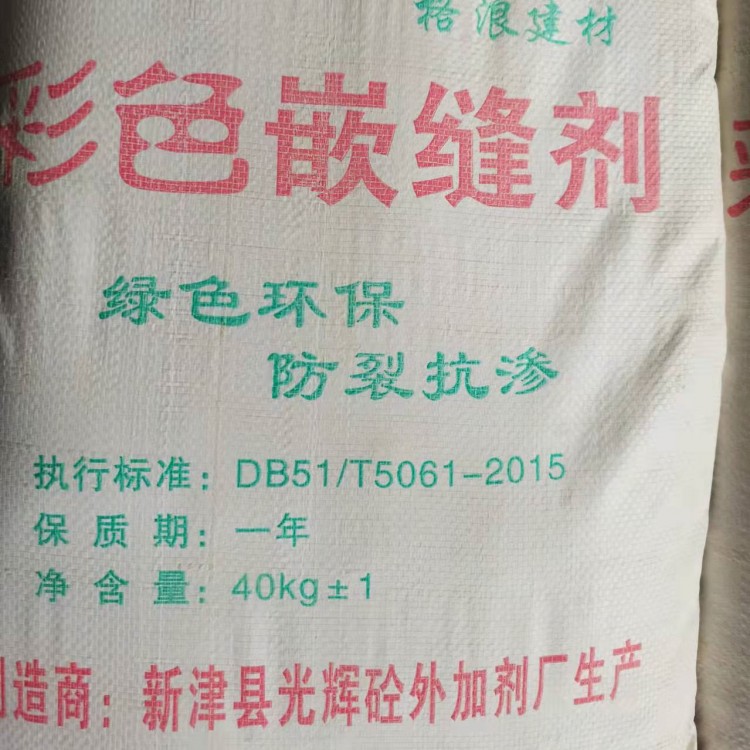 格浪建材
彩色嵌缝剂
绿色环保
防裂抗渗
执行标准：DB51/T5061-2015
保质期：一年
净含量：40kg±1
制造商：新津县光辉砼外加剂厂生产